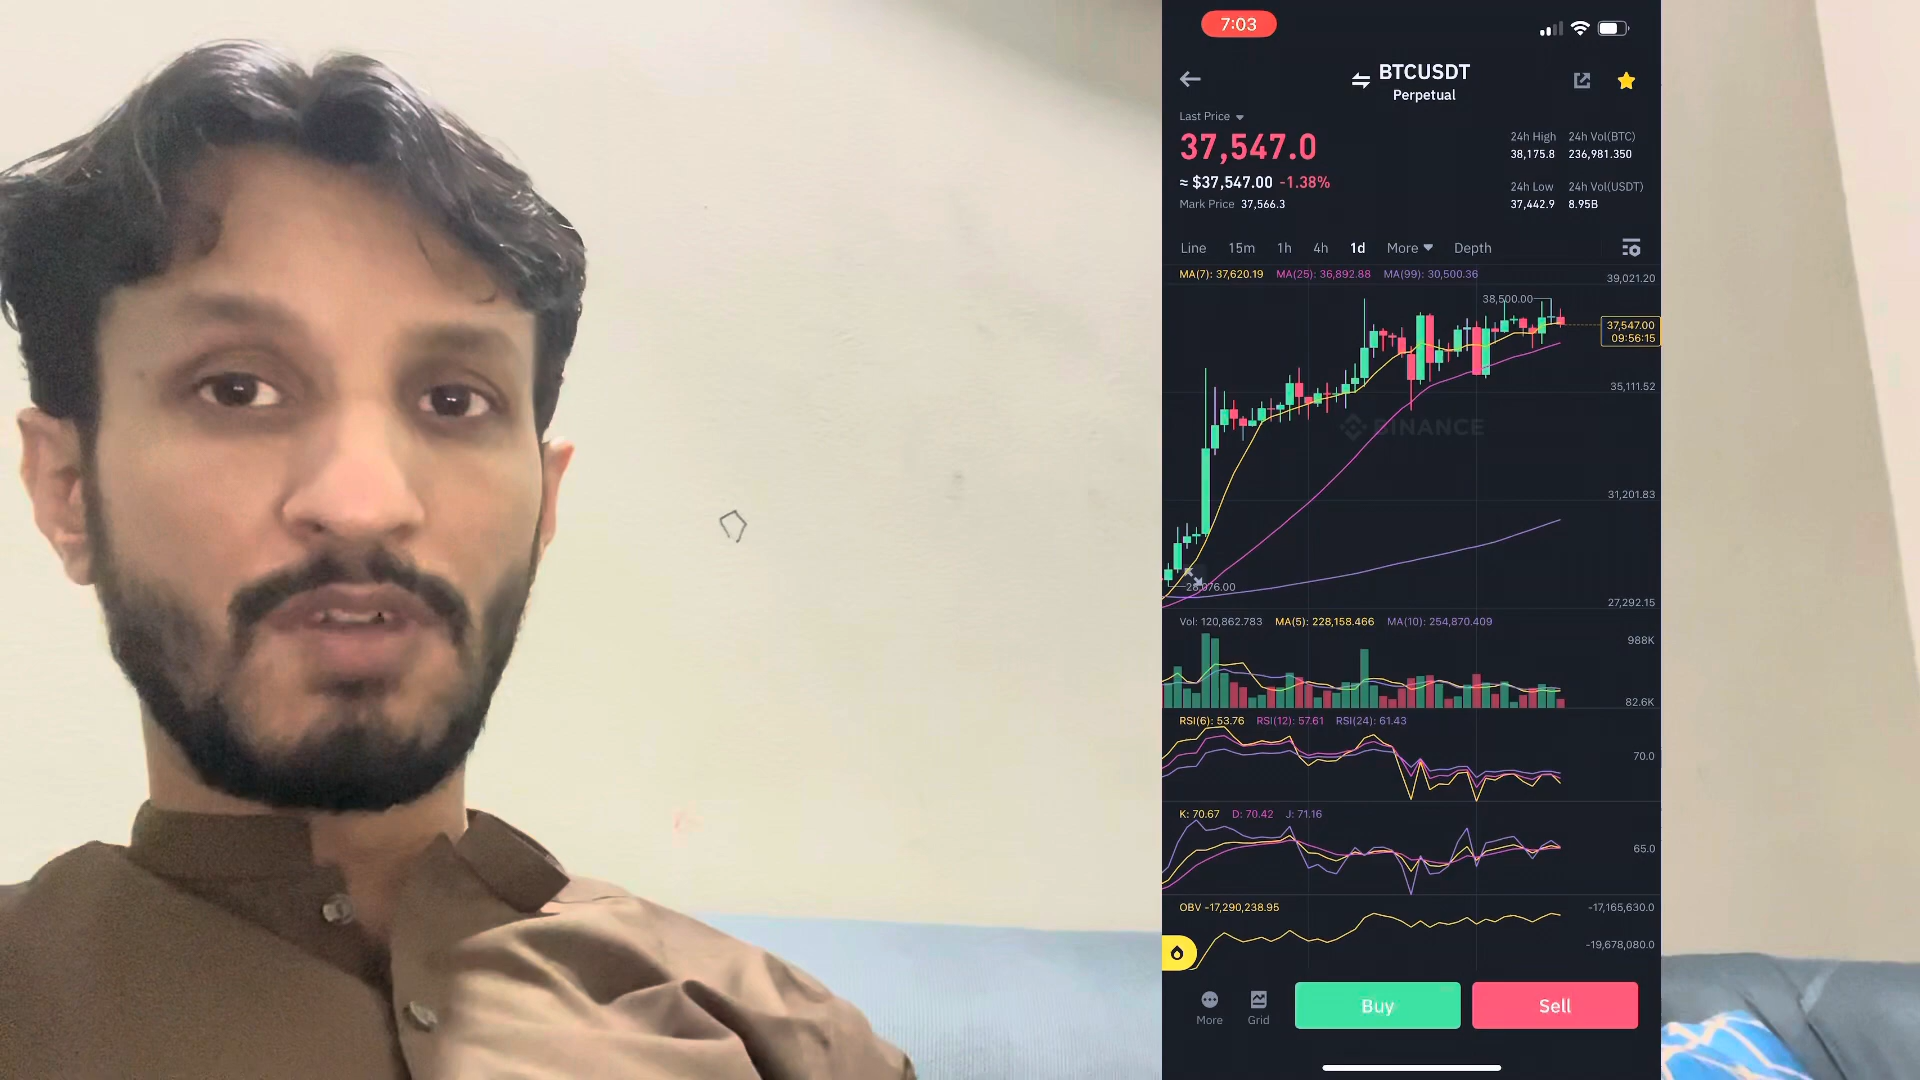 7:03
BTCUSDT
Perpetual
Last Price
37,547.0
≈ $37,547.00 -1.38%
Mark Price 37,566.3
24h High 24h Vol(BTC)
38,175.8 236,981.350
24h Low 24h Vol(USDT)
37,442.9 8.95B
Line 15m 1h 4h 1d More Depth
MA(7): 37,620.19 MA(25): 36,892.88 MA(99): 30,500.36
39,021.20
38,500.00
37,547.00
09:56:15
35,111.52
BINANCE
31,201.83
27,292.15
Vol: 120,862.783 MA(5): 228,158.466 MA(10): 254,870.409
988K
82.6K
RSI(6): 53.76 RSI(12): 57.61 RSI(24): 61.43
70.0
K: 70.67 D: 70.42 J: 71.16
65.0
OBV -17,290,238.95
-17,165,630.0
-19,678,080.0
More Grid Buy Sell